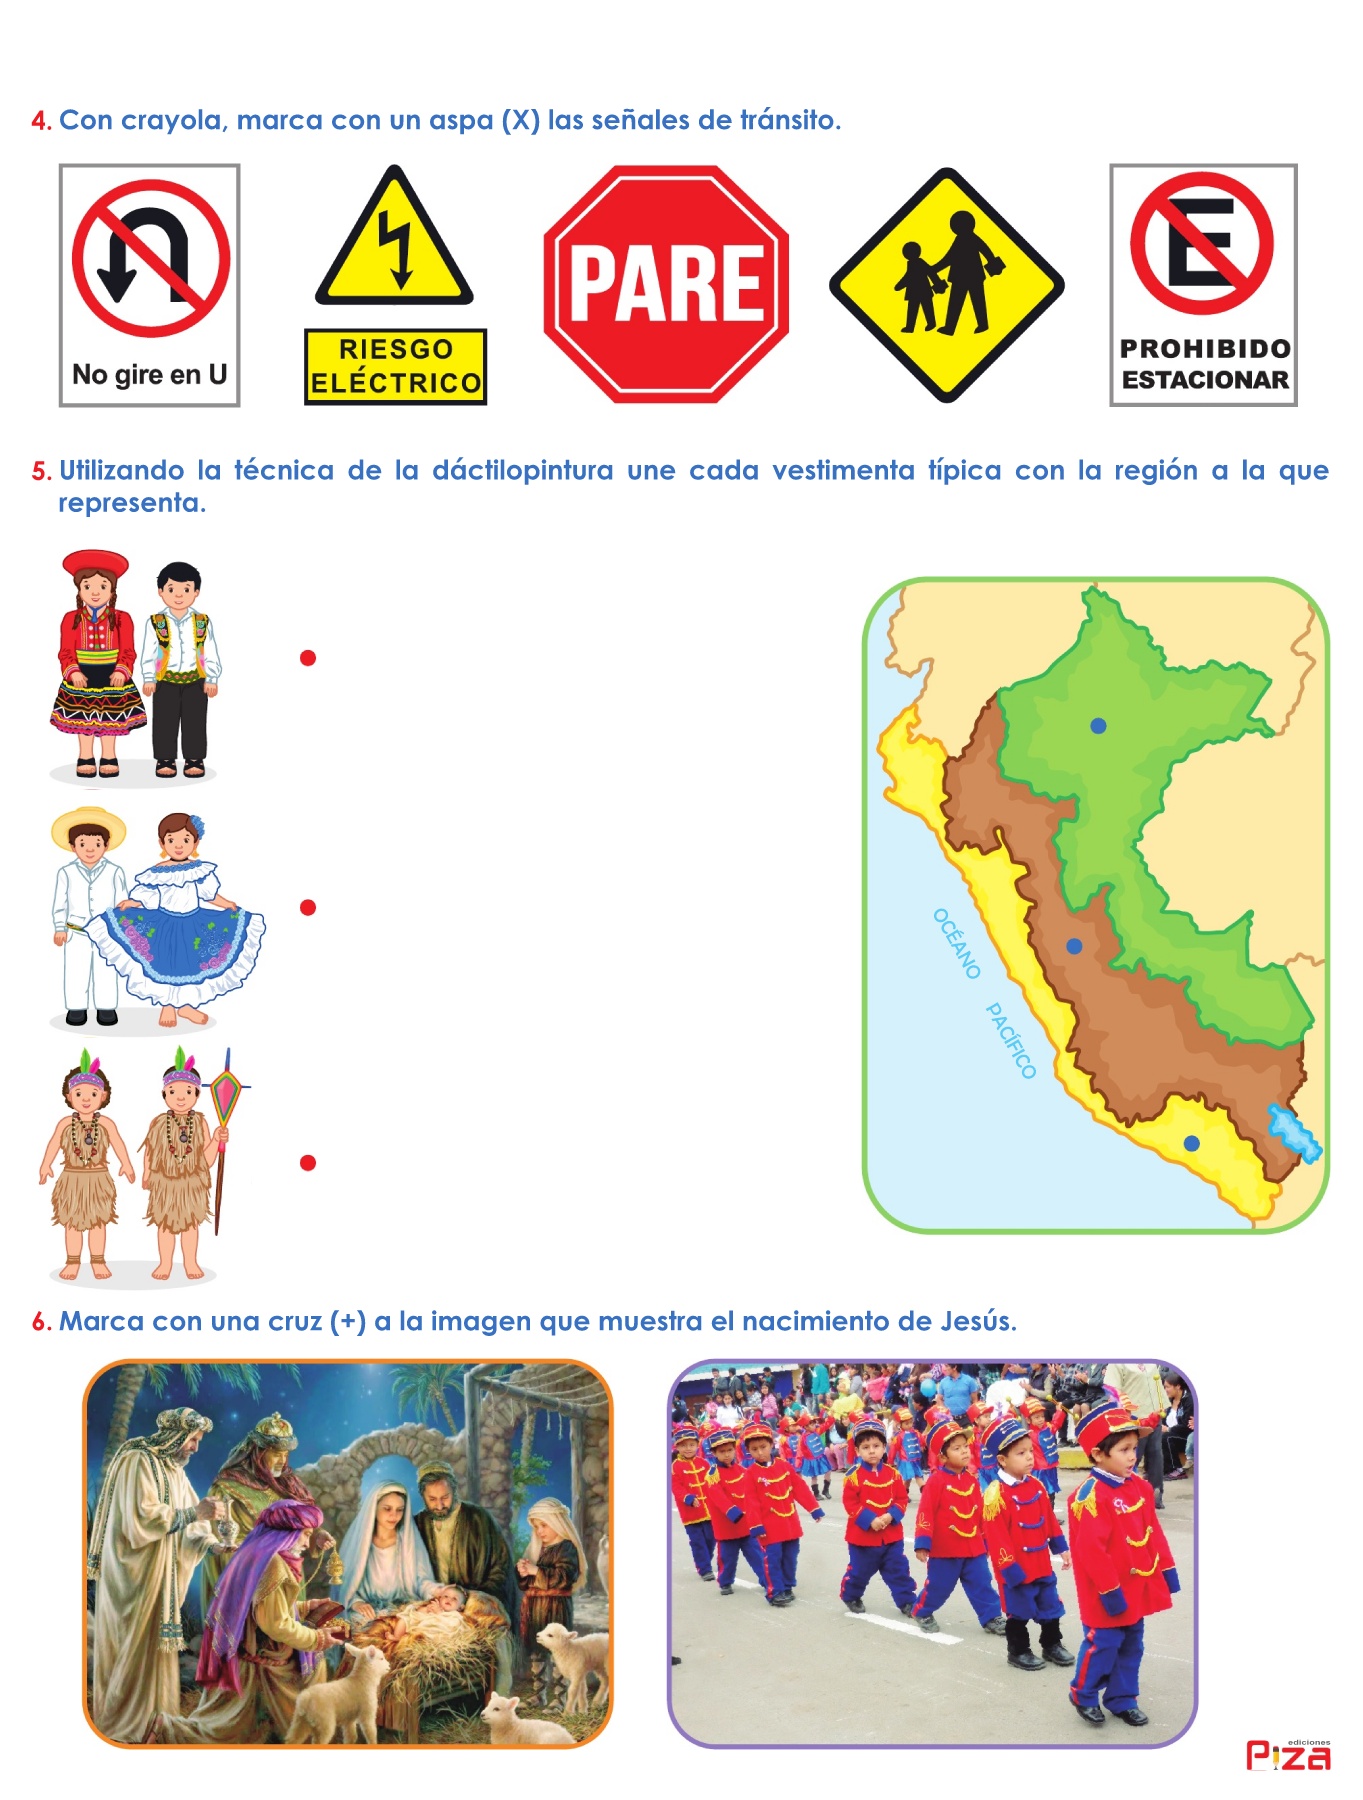 4. Con crayola, marca con un aspa (X) las señales de tránsito.
No gire en U
RIESGO
ELÉCTRICO
PARE
E
PROHIBIDO
ESTACIONAR
5. Utilizando la técnica de la dáctilopintura une cada vestimenta típica con la región a la que
representa.
OCÉANO PACÍFICO
6. Marca con una cruz (+) a la imagen que muestra el nacimiento de Jesús.
ediciones
Piza